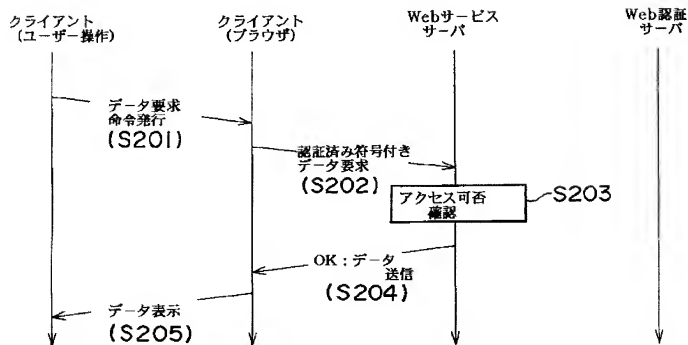 クライアント
(ユーザー操作)
クライアント
(ブラウザ)
Webサービス
サーバ
Web認証
サーバ
データ要求
命令発行
(S201)
認証済み符号付き
データ要求
(S202)
アクセス可否
確認
S203
OK：データ
送信
(S204)
データ表示
(S205)